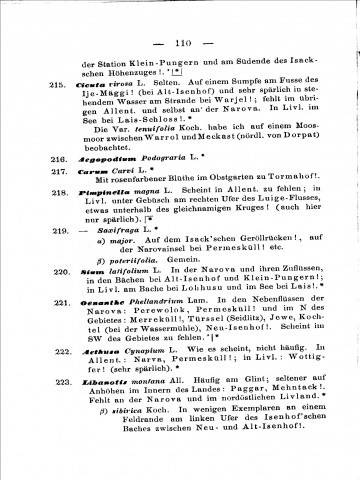 — 110 —
der Station Klein-Pungern und am Südende des Isack-
schen Höhenzuges!. *|*|
215. Cicuta virosa L. Selten. Auf einem Sumpfe am Fusse des
Ije-Mäggi! (bei Alt-Isenhof) und sehr spärlich in ste-
hendem Wasser am Strande bei Warjel!; fehlt im übri-
gen Allent. und selbst an der Narova. In Livl. im
See bei Lais-Schloss!. *
Die Var. tenuifolia Koch. habe ich auf einem Moos-
moor zwischen Warrol und Meckast (nördl. von Dorpat)
beobachtet.
216. Aegopodium Podograria L. *
217. Carum Carvi L. *
Mit rosenfarbener Blüthe im Obstgarten zu Tormahof!.
218. Pimpinella magna L. Scheint in Allent. zu fehlen; in
Livl. unter Gebüsch am rechten Ufer des Luige-Flusses,
etwas unterhalb des gleichnamigen Kruges! (auch hier
nur spärlich). |*
219. — Saxifraga L. *
α) major. Auf dem Isack'schen Geröllrücken!, auf
der Narovainsel bei Permesküll! etc.
β) poteriifolia. Gemein.
220. Sium latifolium L. In der Narova und ihren Zuflüssen,
in den Bächen bei Alt-Isenhof und Klein-Pungern!;
in Livl. am Bache bei Lohhusu und im See bei Lais!. *
221. Oenanthe Phellandrium Lam. In den Nebenflüssen der
Narova: Perewolok, Permesküll! und im N des
Gebietes: Merreküll!, Türssel (Seidlitz), Jewe, Koch-
tel (bei der Wassermühle), Neu-Isenhof!. Scheint im
SW des Gebietes zu fehlen. *|*
222. Aethusa Cynapium L. Wie es scheint, nicht häufig. In
Allent.: Narva, Permesküll!; in Livl.: Wottig-
fer! (sehr spärlich). *
223. Libanotis montana All. Häufig am Glint; seltener auf
Anhöhen im Innern des Landes: Paggar, Mehntack!.
Fehlt an der Narova und im nordöstlichen Livland. *
β) sibirica Koch. In wenigen Exemplaren an einem
Feldrande am linken Ufer des Isenhof'schen
Baches zwischen Neu- und Alt-Isenhof!.